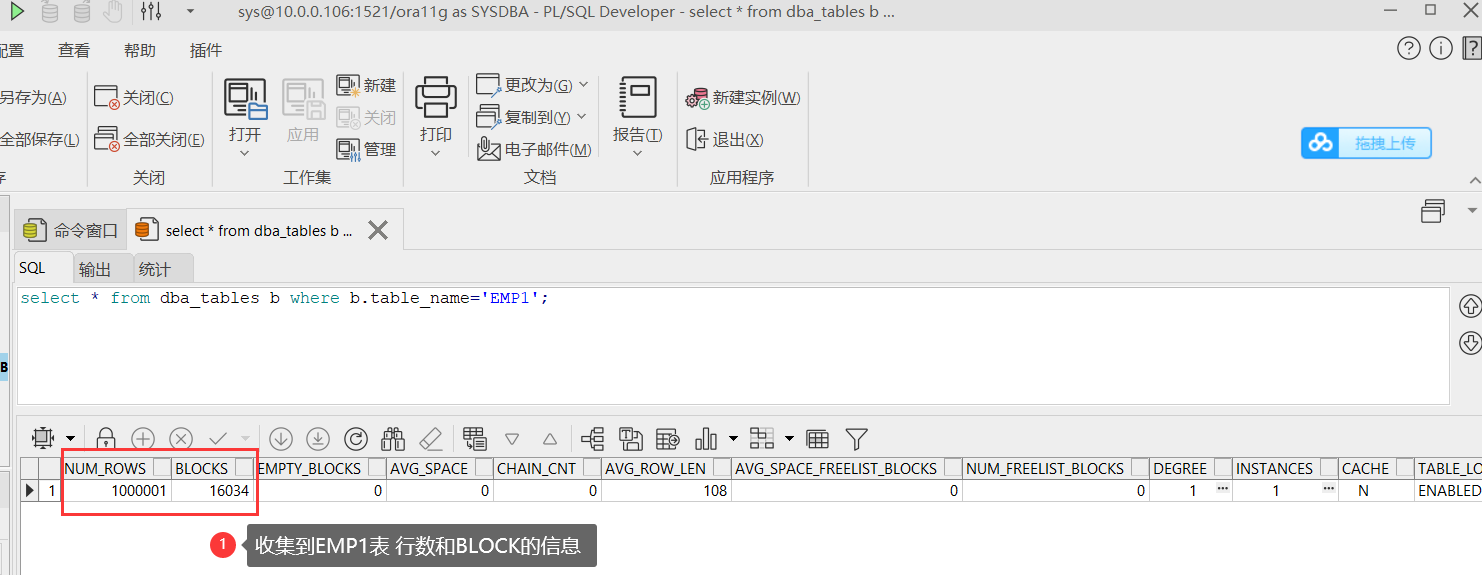 sys@10.0.0.106:1521/ora11g as SYSDBA - PL/SQL Developer - select * from dba_tables b ...
配置 查看 帮助 插件
另存为(A) 关闭(C) 打开 应用 新建 打印 更改为(G) 报告(T) 新建实例(W)
关闭 复制到(Y)
全部保存(L) 全部关闭(E) 管理 电子邮件(M) 退出(X) 拖拽上传
存 关闭 工作集 文档 应用程序
命令窗口 select * from dba_tables b ...
SQL 输出 统计
select * from dba_tables b where b.table_name='EMP1';
B
NUM_ROWS BLOCKS EMPTY_BLOCKS AVG_SPACE CHAIN_CNT AVG_ROW_LEN AVG_SPACE_FREELIST_BLOCKS NUM_FREELIST_BLOCKS DEGREE INSTANCES CACHE TABLE_LO
1 1000001 16034 0 0 0 108 0 0 1 ... 1 ... N ENABLED
1 收集到EMP1表 行数和BLOCK的信息